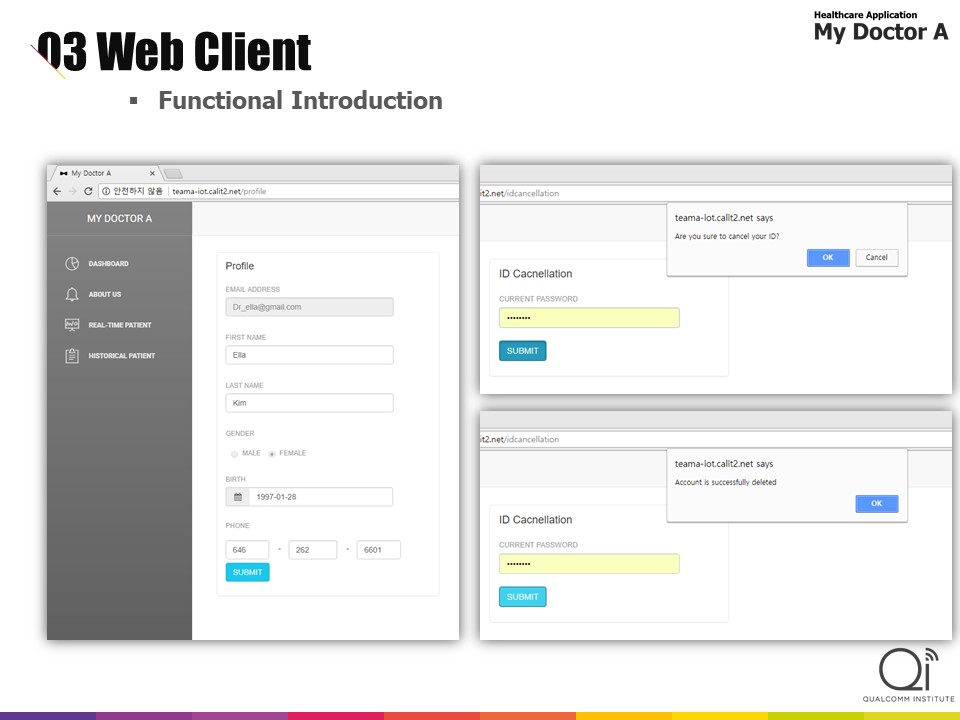 Healthcare Application
My Doctor A
03 Web Client
▪ Functional Introduction
My Doctor A
안전하지 않음 | teama-iot.calit2.net/profile
MY DOCTOR A
DASHBOARD
ABOUT US
REAL-TIME PATIENT
HISTORICAL PATIENT
Profile
EMAIL ADDRESS
Dr_ella@gmail.com
FIRST NAME
Ella
LAST NAME
Kim
GENDER
MALE FEMALE
BIRTH
1997-01-28
PHONE
646 - 262 - 6601
SUBMIT
it2.net/idcancellation
teama-iot.calit2.net says
Are you sure to cancel your ID?
OK Cancel
ID Cacnellation
CURRENT PASSWORD
••••••••
SUBMIT
it2.net/idcancellation
teama-iot.calit2.net says
Account is successfully deleted
OK
ID Cacnellation
CURRENT PASSWORD
••••••••
SUBMIT
Qi
QUALCOMM INSTITUTE